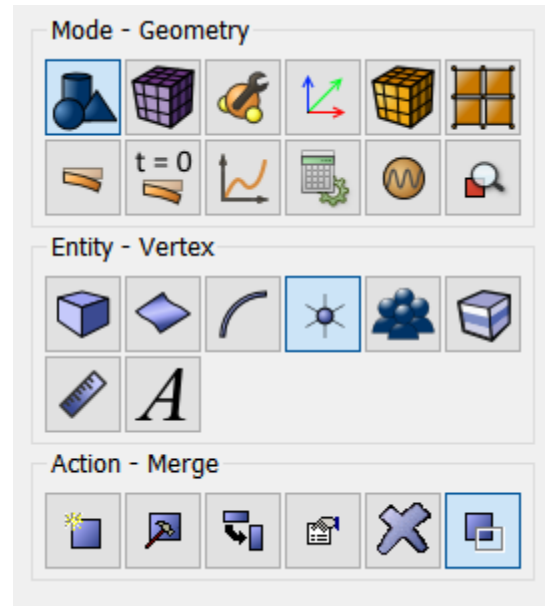 Mode - Geometry
t = 0
Entity - Vertex
A
Action - Merge